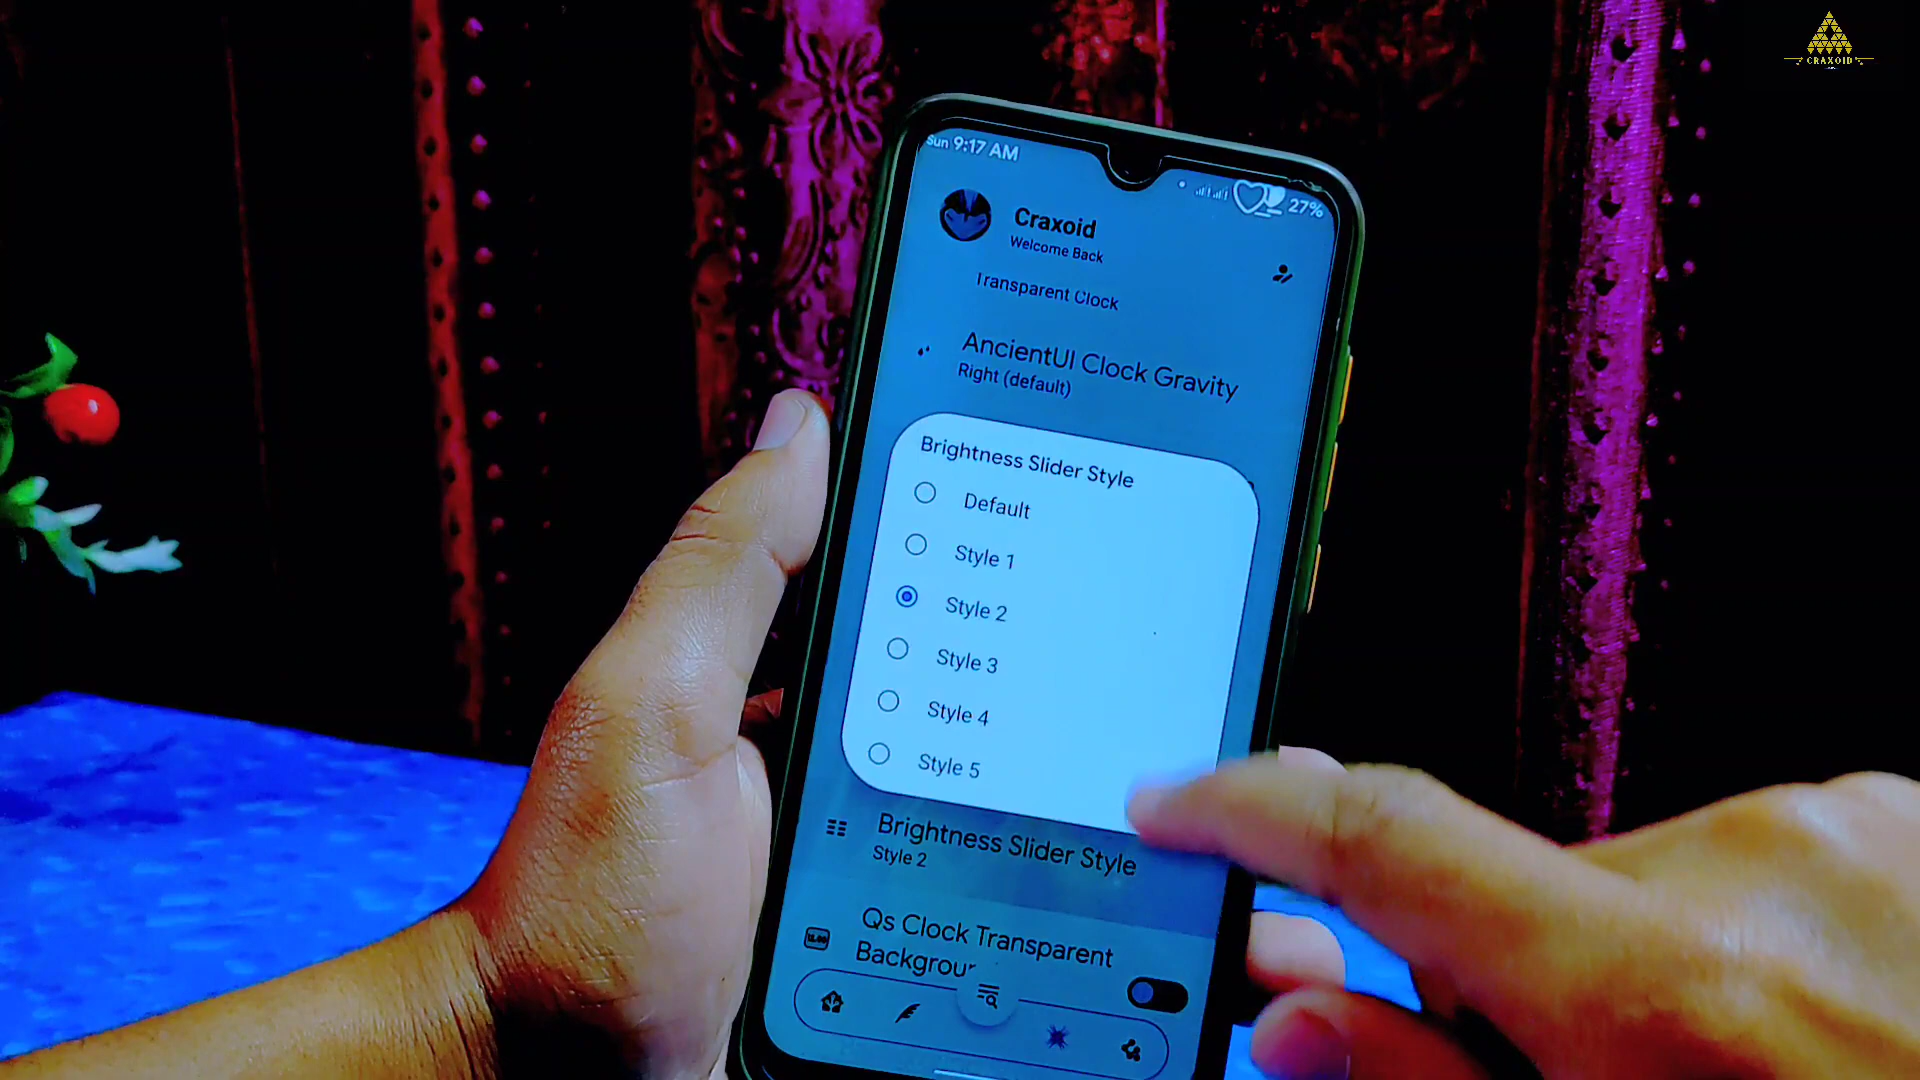 CRAXOID
Sun 9:17 AM
27%
Craxoid
Welcome Back
Transparent Clock
AncientUI Clock Gravity
Right (default)
Brightness Slider Style
Default
Style 1
Style 2
Style 3
Style 4
Style 5
Brightness Slider Style
Style 2
Qs Clock Transparent
Backgrour